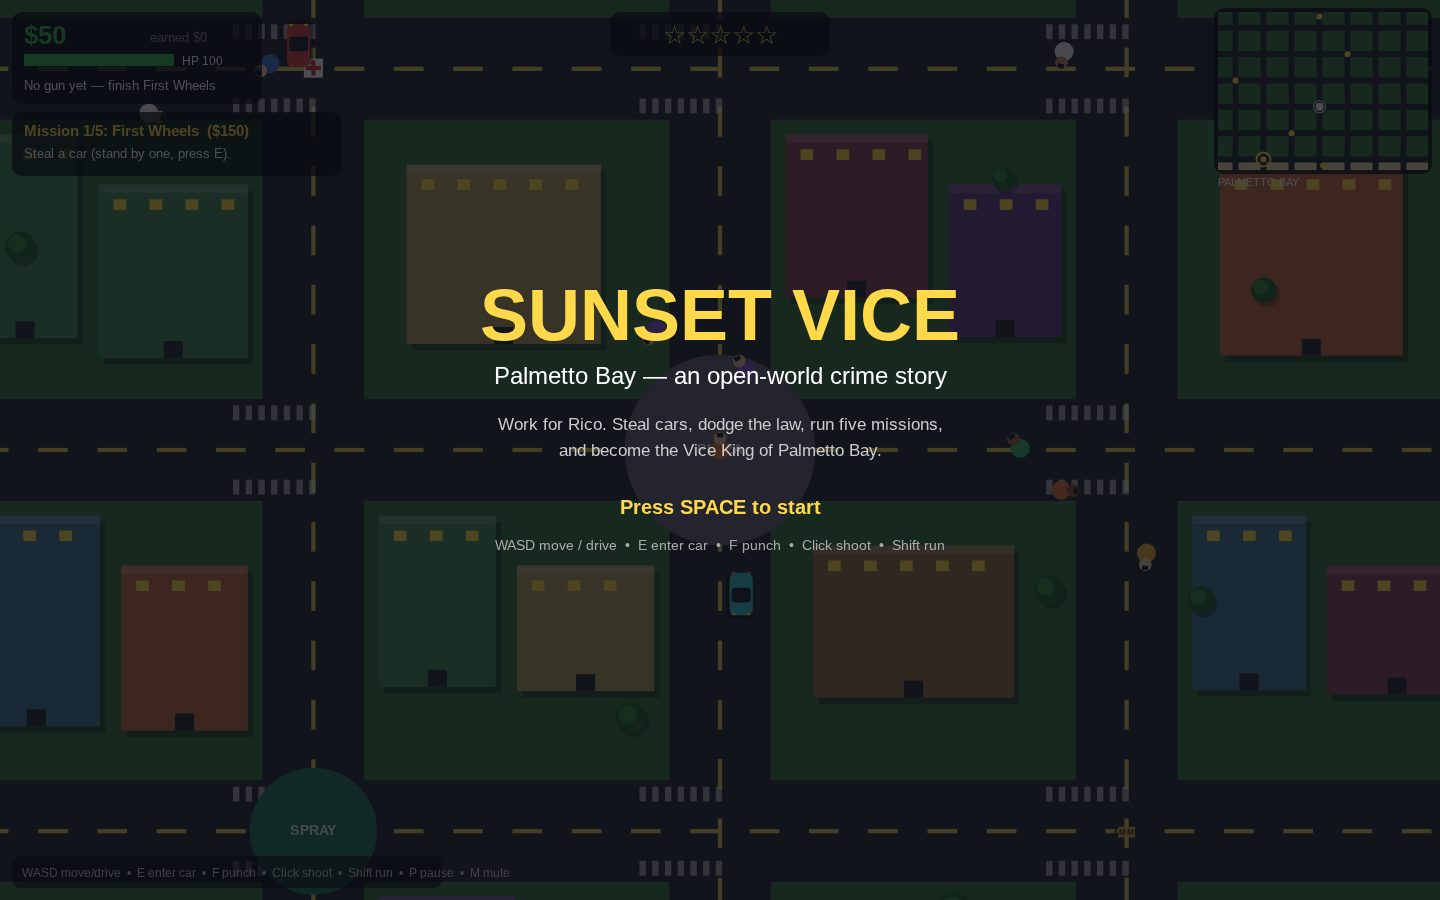 $50 earned $0
HP 100
No gun yet — finish First Wheels
Mission 1/5: First Wheels ($150)
Steal a car (stand by one, press E).
☆☆☆☆☆
PALMETTO BAY
SUNSET VICE
Palmetto Bay — an open-world crime story
Work for Rico. Steal cars, dodge the law, run five missions,
and become the Vice King of Palmetto Bay.
Press SPACE to start
WASD move / drive • E enter car • F punch • Click shoot • Shift run
SPRAY
WASD move/drive • E enter car • F punch • Click shoot • Shift run • P pause • M mute